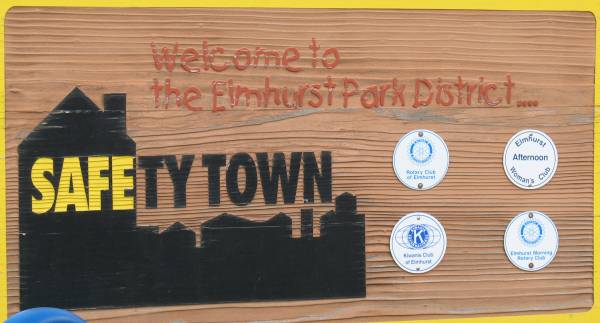 Welcome to
the Elmhurst Park District....
SAFETY TOWN
Rotary Club
of Elmhurst
Elmhurst
Afternoon
Woman's Club
K
Kiwanis Club
of Elmhurst
Elmhurst Morning
Rotary Club